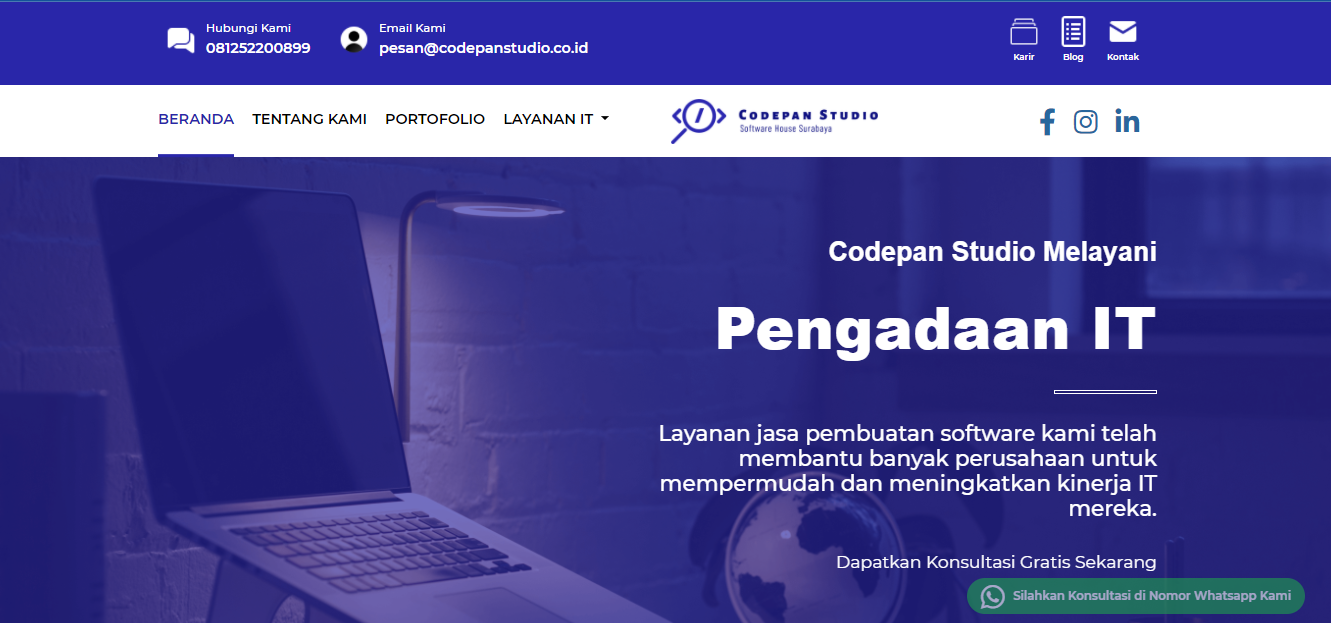 Hubungi Kami
081252200899
Email Kami
pesan@codepanstudio.co.id
Karir
Blog
Kontak
BERANDA
TENTANG KAMI
PORTOFOLIO
LAYANAN IT
Codepan Studio
Software House Surabaya
Codepan Studio Melayani
Pengadaan IT
Layanan jasa pembuatan software kami telah
membantu banyak perusahaan untuk
mempermudah dan meningkatkan kinerja IT
mereka.
Dapatkan Konsultasi Gratis Sekarang
Silahkan Konsultasi di Nomor Whatsapp Kami